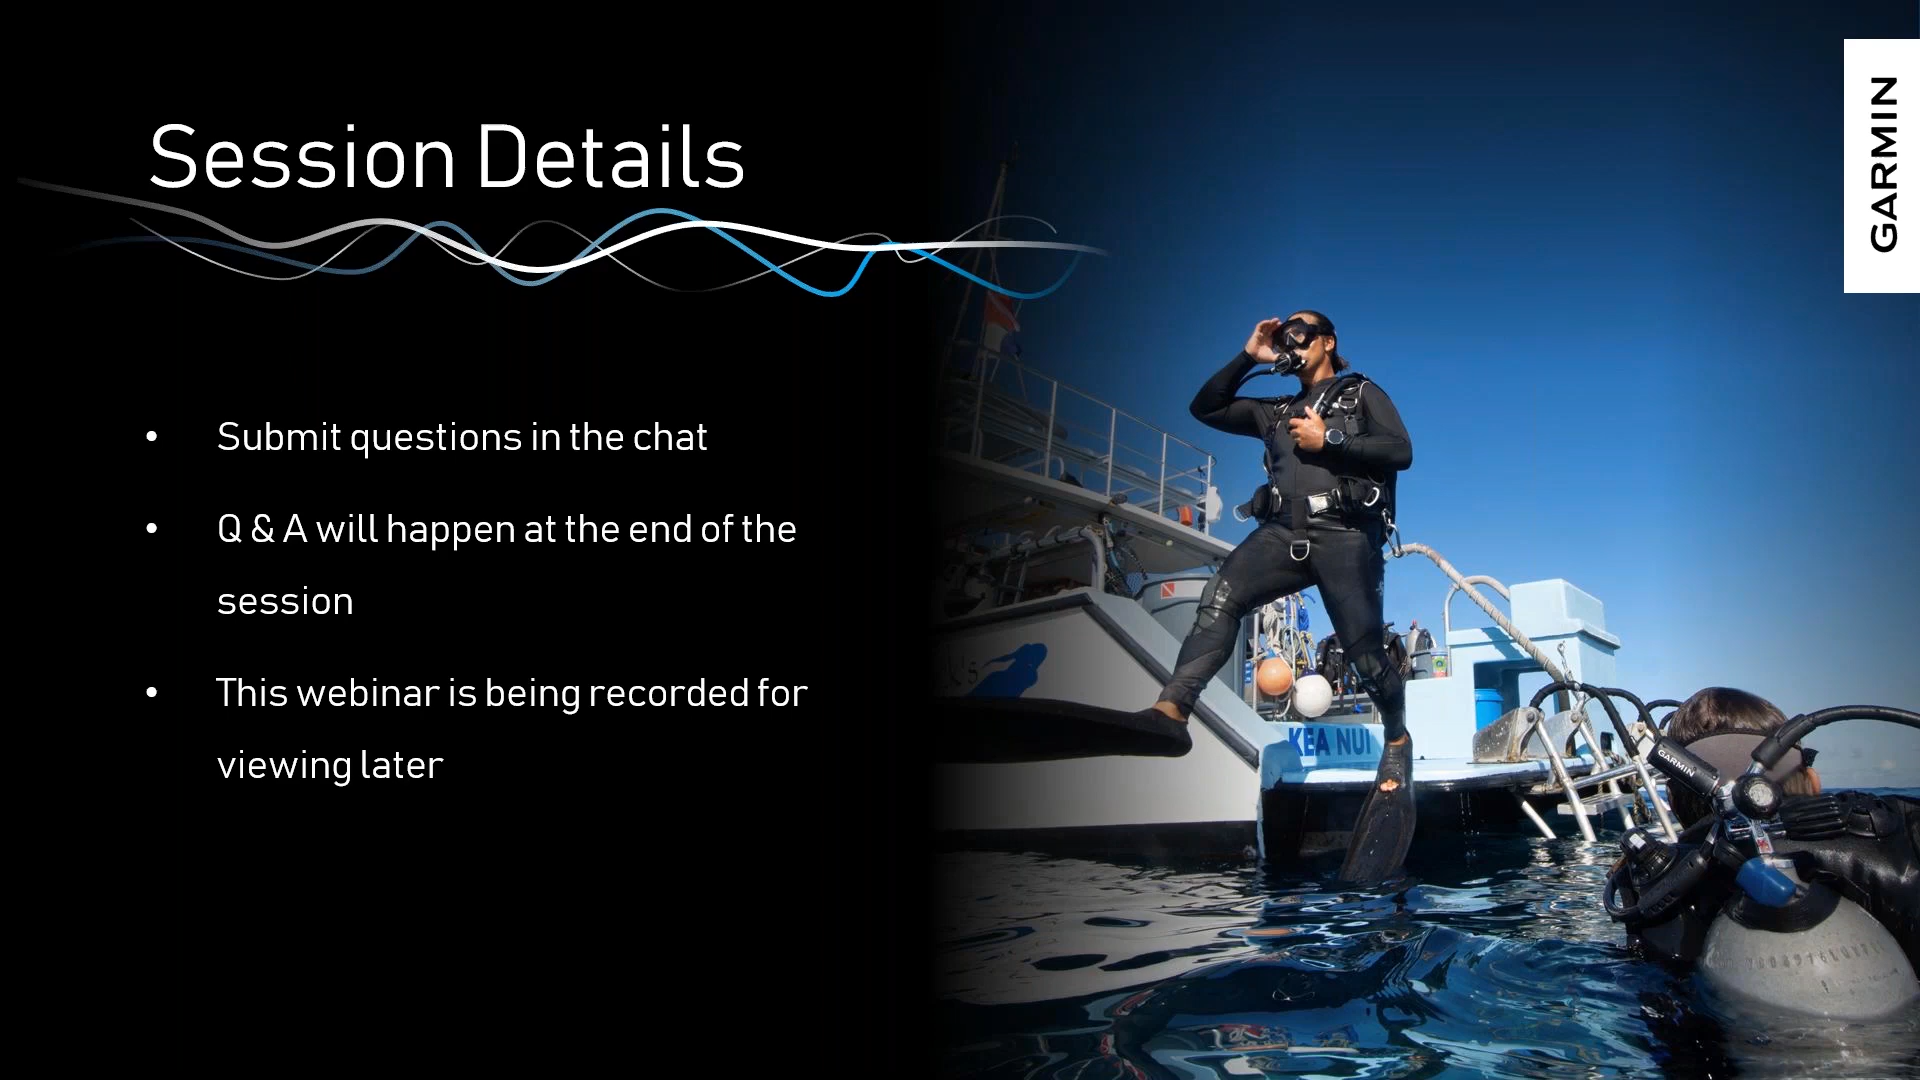 Session Details
• Submit questions in the chat
• Q & A will happen at the end of the
session
• This webinar is being recorded for
viewing later
GARMIN
KEA NUI
GARMIN